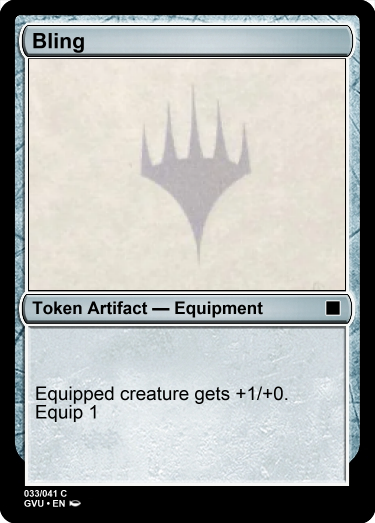 Bling
Token Artifact — Equipment
Equipped creature gets +1/+0.
Equip 1
033/041 C
GVU • EN